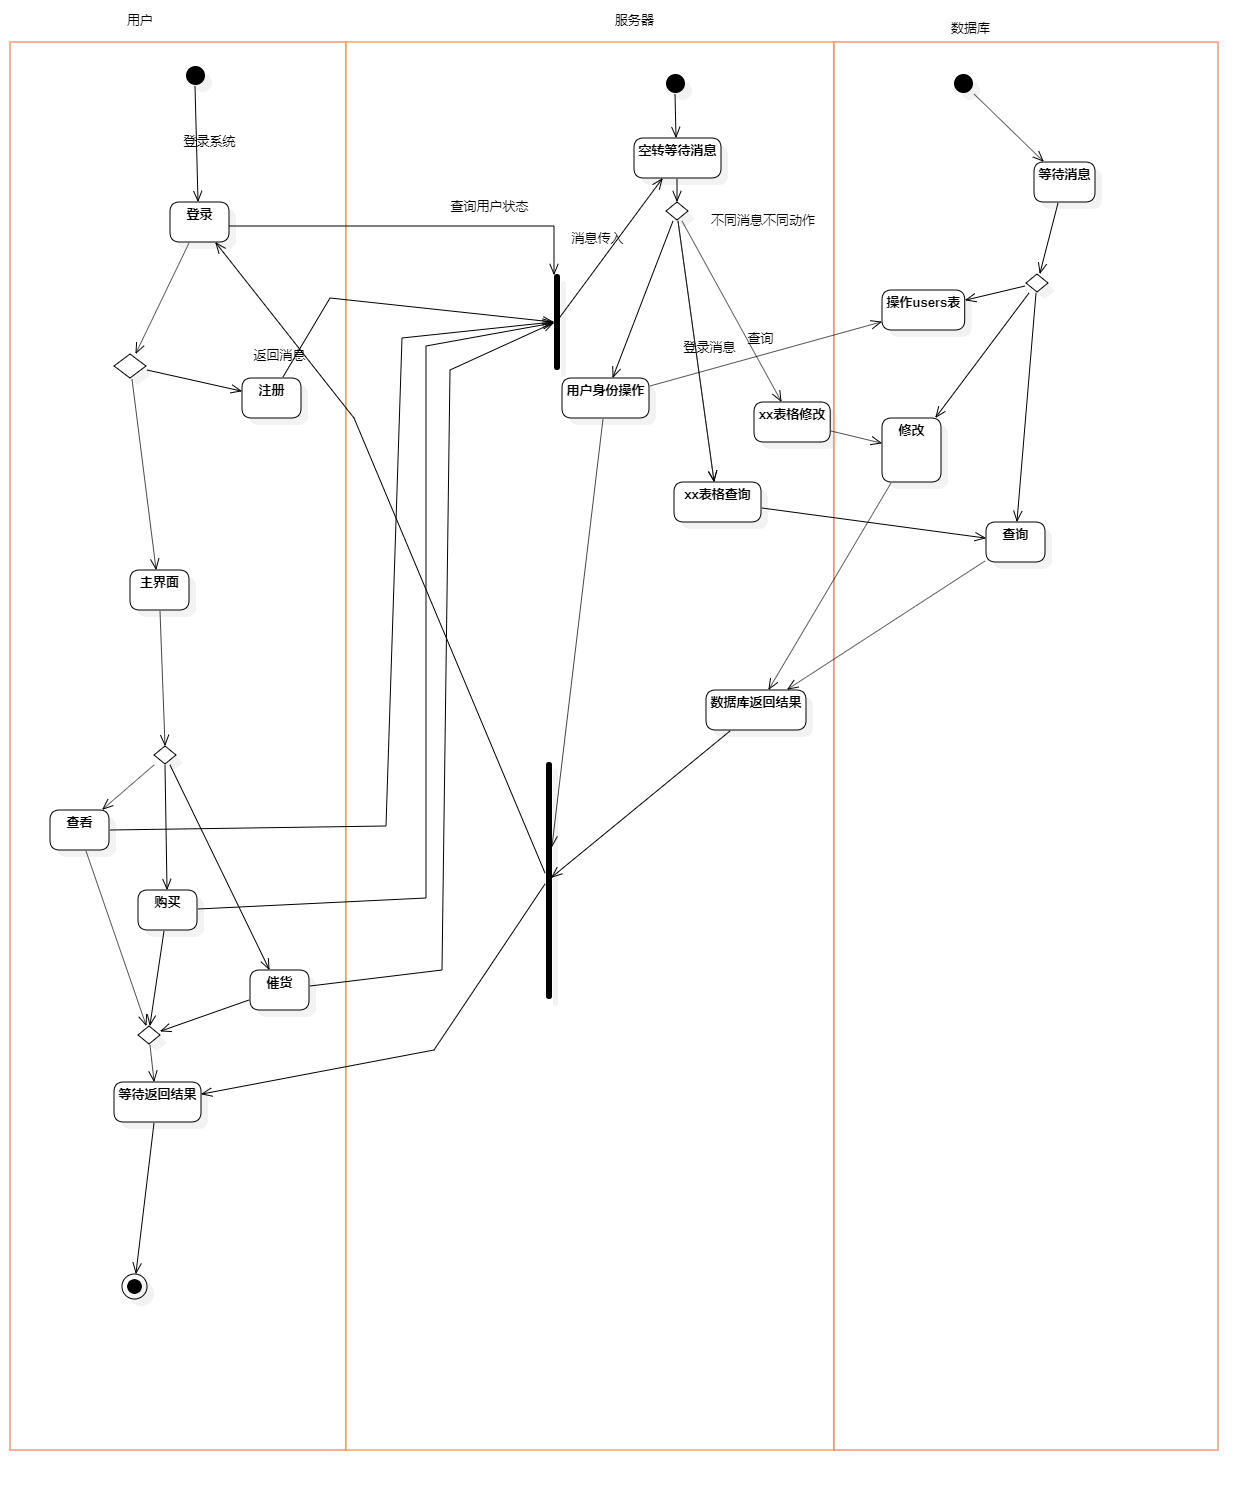 用户
服务器
数据库
登录系统
空转等待消息
等待消息
登录
查询用户状态
不同消息不同动作
消息传入
操作users表
登录消息
查询
返回消息
注册
用户身份操作
xx表格修改
修改
xx表格查询
查询
主界面
数据库返回结果
查看
购买
催货
等待返回结果